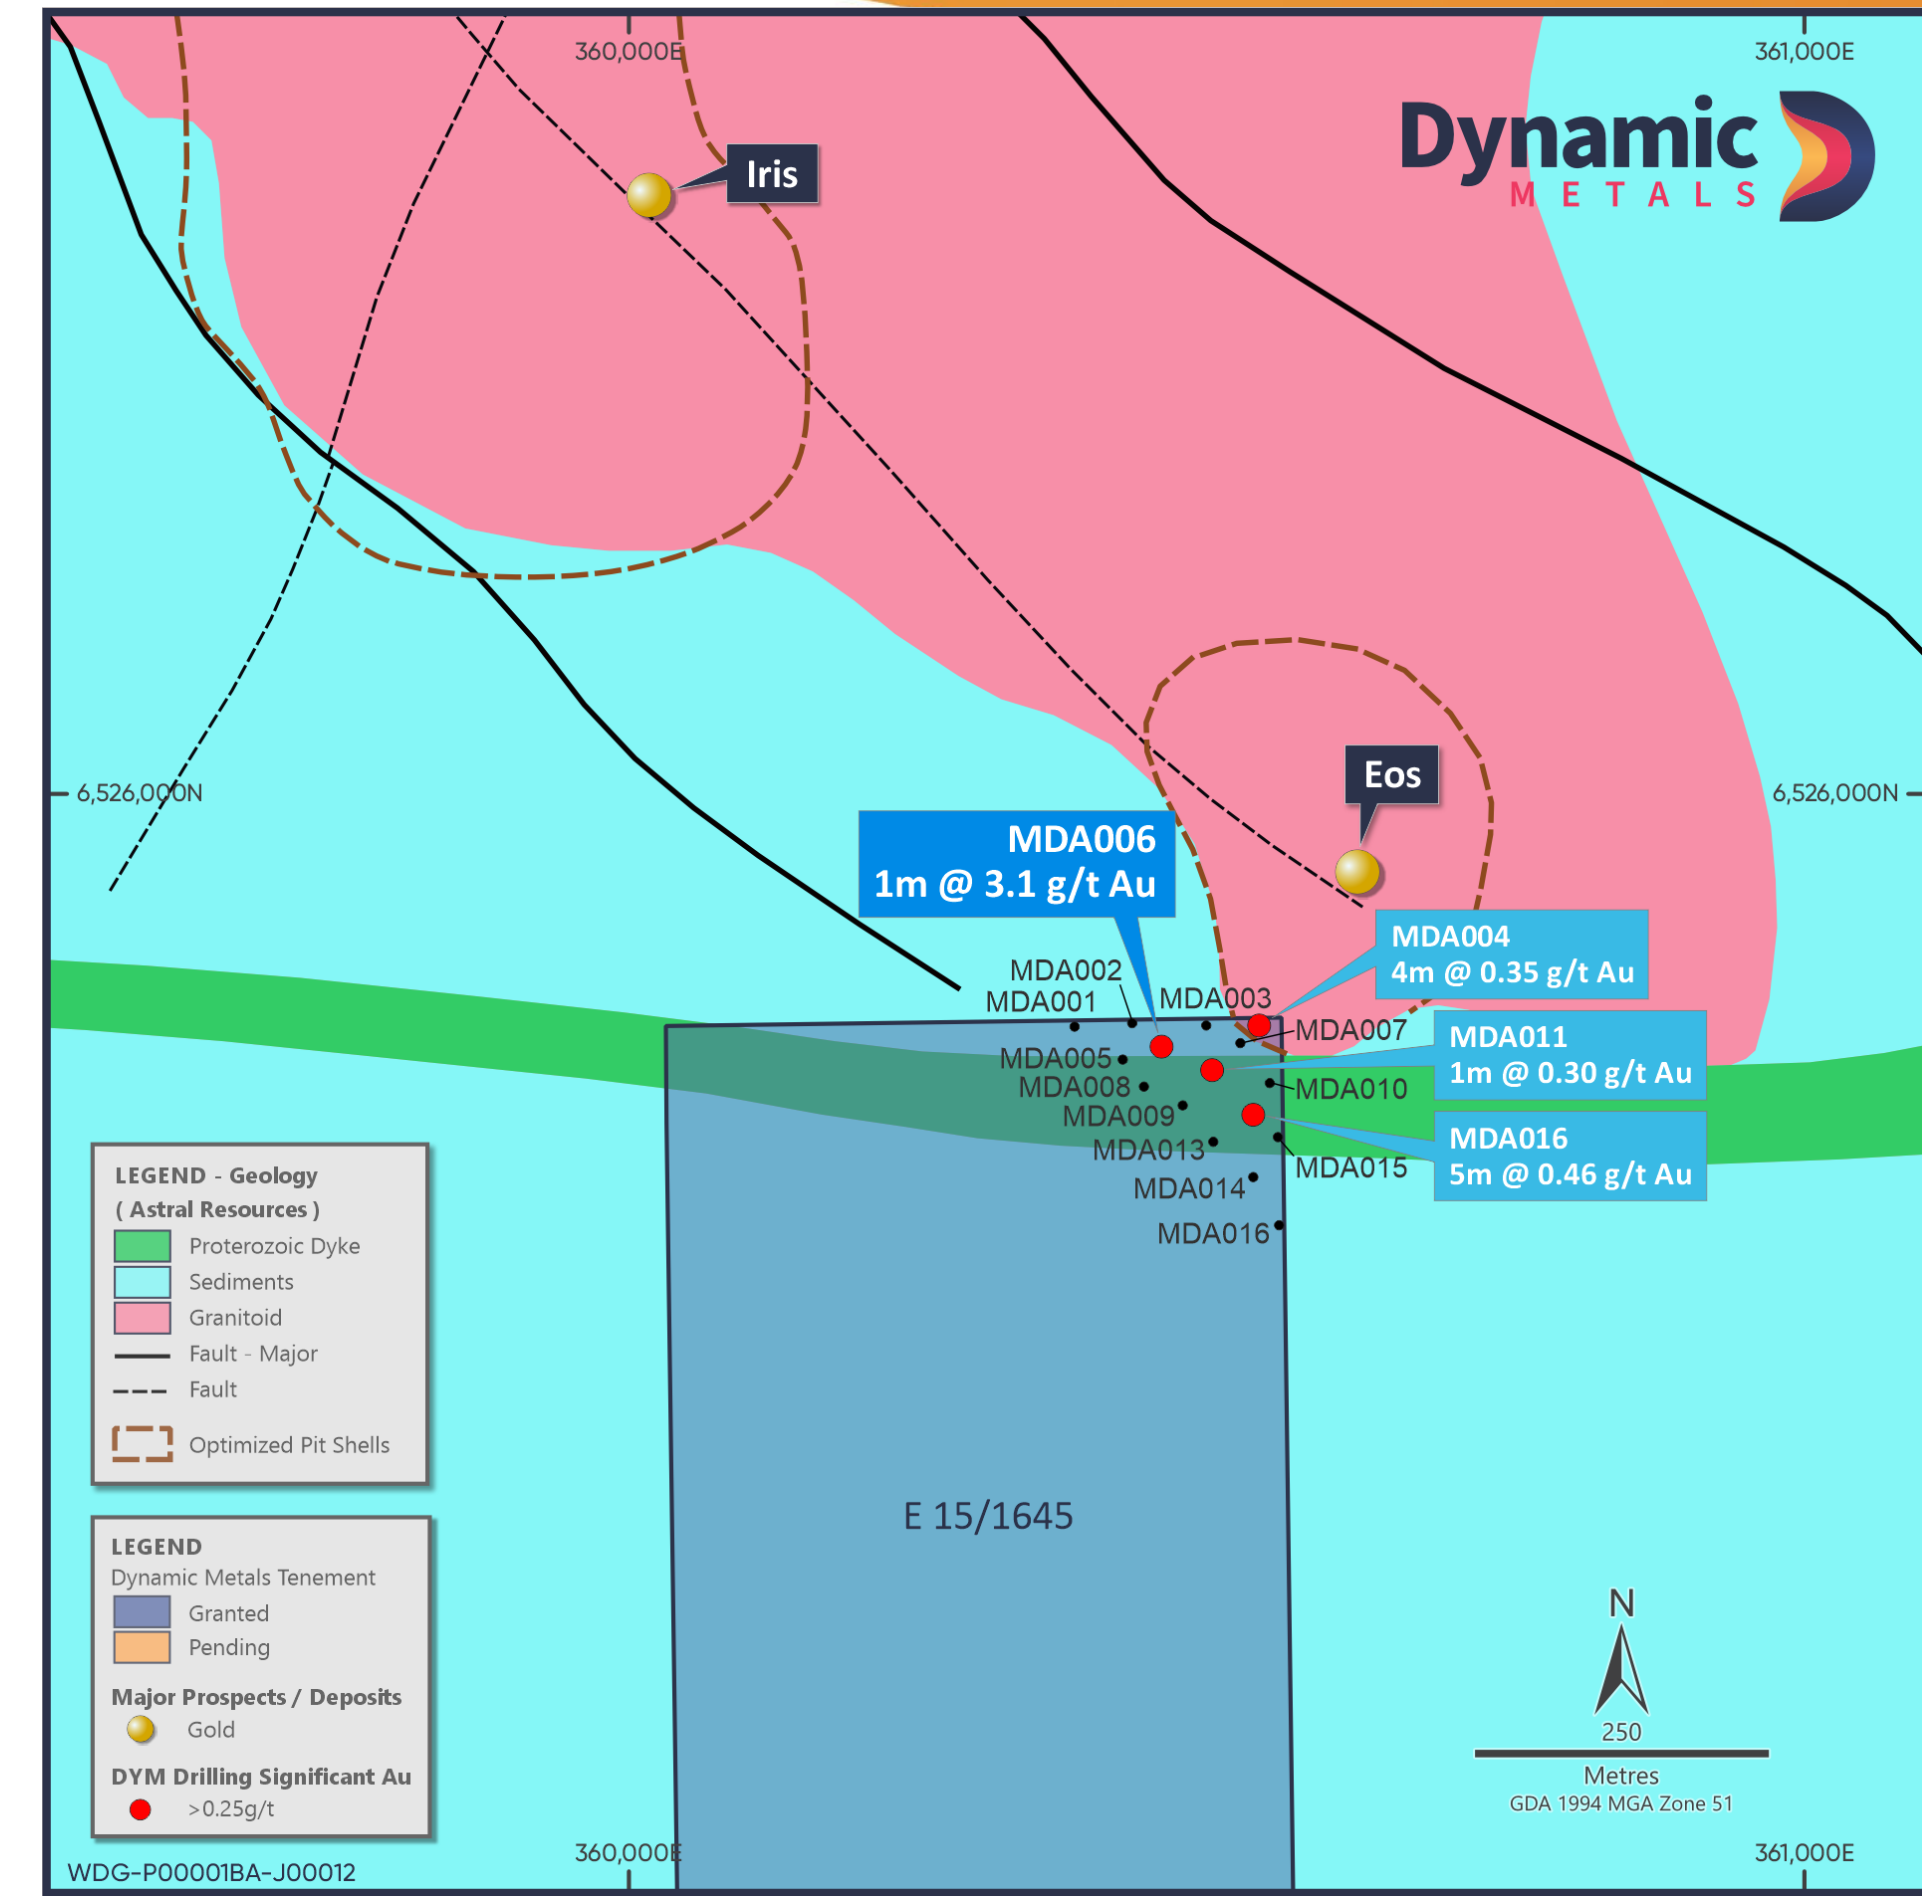 360,000E
361,000E
Dynamic
METALS
Iris
Eos
6,526,000N
6,526,000N
MDA006
1m @ 3.1 g/t Au
MDA004
4m @ 0.35 g/t Au
MDA002
MDA001
MDA003
MDA007
MDA011
1m @ 0.30 g/t Au
MDA005
MDA008
MDA010
MDA009
MDA016
5m @ 0.46 g/t Au
MDA013
MDA015
MDA014
MDA016
LEGEND - Geology
( Astral Resources )
Proterozoic Dyke
Sediments
Granitoid
Fault - Major
Fault
Optimized Pit Shells
E 15/1645
LEGEND
Dynamic Metals Tenement
Granted
Pending
Major Prospects / Deposits
Gold
DYM Drilling Significant Au
>0.25g/t
N
250
Metres
GDA 1994 MGA Zone 51
360,000E
361,000E
WDG-P00001BA-J00012